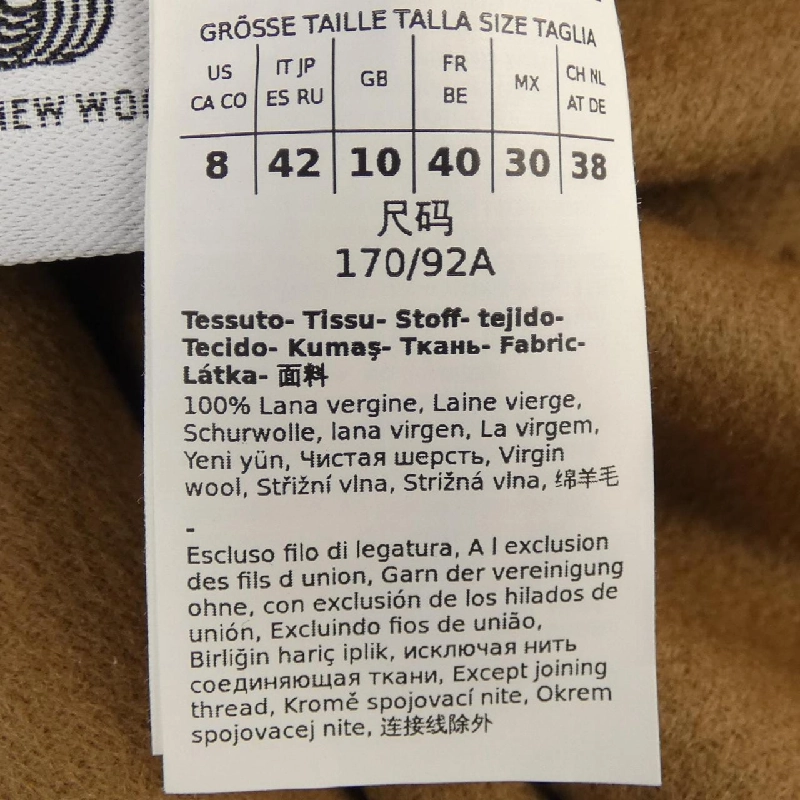 GRÖSSE TAILLE TALLA SIZE TAGLIA
US CA CO
IT JP ES RU
GB
FR BE
MX
CH NL AT DE
8 42 10 40 30 38
尺码
170/92A
Tessuto- Tissu- Stoff- tejido-
Tecido- Kumaş- Ткань- Fabric-
Látka- 面料
100% Lana vergine, Laine vierge,
Schurwolle, lana virgen, La virgem,
Yeni yün, Чистая шерсть, Virgin
wool, Střižní vlna, Strižná vlna, 绵羊毛
-
Escluso filo di legatura, A l exclusion
des fils d union, Garn der vereinigung
ohne, con exclusión de los hilados de
unión, Excluindo fios de união,
Birliğin hariç iplik, исключая нить
соединяющая ткани, Except joining
thread, Kromě spojovací nite, Okrem
spojovacej nite, 连接线除外